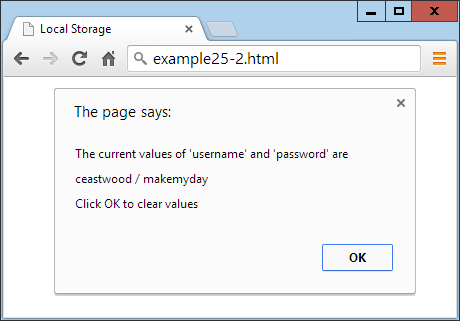 Local Storage
example25-2.html
The page says:
The current values of 'username' and 'password' are
ceastwood / makemyday
Click OK to clear values
OK